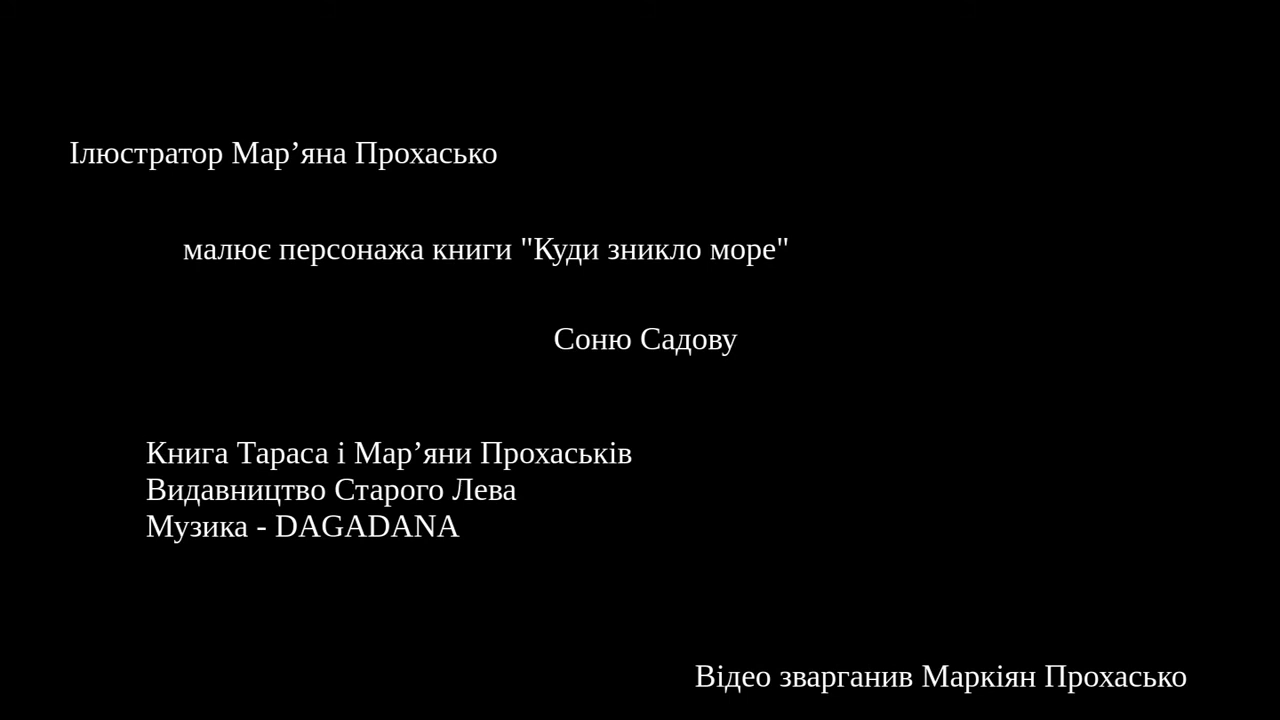 Ілюстратор Мар’яна Прохасько
малює персонажа книги "Куди зникло море"
Соню Садову
Книга Тараса і Мар’яни Прохаськів
Видавництво Старого Лева
Музика - DAGADANA
Відео зварганив Маркіян Прохасько